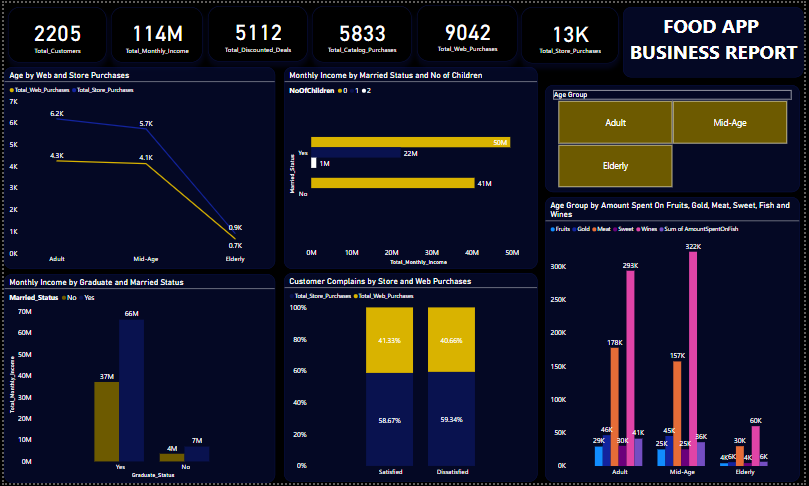 2205
Total_Customers
114M
Total_Monthly_Income
5112
Total_Discounted_Deals
5833
Total_Catalog_Purchases
9042
Total_Web_Purchases
13K
Total_Store_Purchases
FOOD APP
BUSINESS REPORT
Age by Web and Store Purchases
Total_Web_Purchases Total_Store_Purchases
7K
6K
5K
4K
3K
2K
1K
0K
6.2K
5.7K
4.3K
4.1K
0.9K
0.7K
Adult Mid-Age Elderly
Monthly Income by Married Status and No of Children
NoOfChildren 0 1 2
Married_Status
Yes
No
50M
22M
1M
41M
0M 10M 20M 30M 40M 50M
Total_Monthly_Income
Age Group
Adult
Mid-Age
Elderly
Monthly Income by Graduate and Married Status
Married_Status No Yes
Total_Monthly_Income
70M
60M
50M
40M
30M
20M
10M
0M
37M
66M
4M
7M
Yes No
Graduate_Status
Customer Complains by Store and Web Purchases
Total_Store_Purchases Total_Web_Purchases
100%
80%
60%
40%
20%
0%
41.33%
40.66%
58.67%
59.34%
Satisfied Dissatisfied
Age Group by Amount Spent On Fruits, Gold, Meat, Sweet, Fish and
Wines
Fruits Gold Meat Sweet Wines Sum of AmountSpentOnFish
300K
250K
200K
150K
100K
50K
0K
29K
46K
178K
30K
293K
41K
25K
45K
157K
25K
322K
36K
4K
6K
30K
4K
60K
6K
Adult Mid-Age Elderly